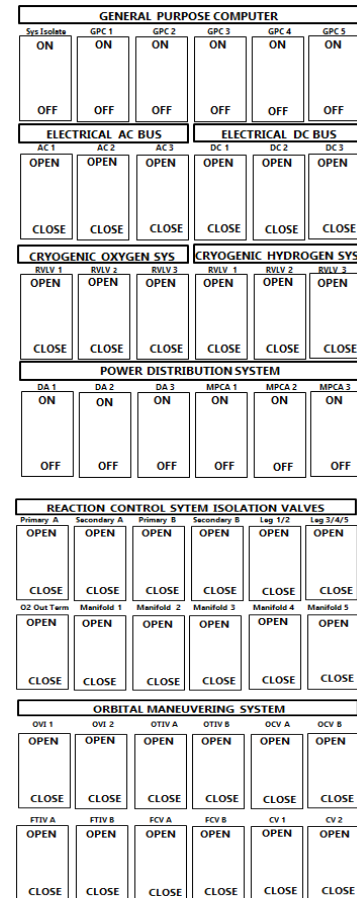 GENERAL PURPOSE COMPUTER
Sys Isolate GPC 1 GPC 2 GPC 3 GPC 4 GPC 5
ON ON ON ON ON ON
OFF OFF OFF OFF OFF OFF
ELECTRICAL AC BUS ELECTRICAL DC BUS
AC 1 AC 2 AC 3 DC 1 DC 2 DC 3
OPEN OPEN OPEN OPEN OPEN OPEN
CLOSE CLOSE CLOSE CLOSE CLOSE CLOSE
CRYOGENIC OXYGEN SYS CRYOGENIC HYDROGEN SYS
RVLV 1 RVLV 2 RVLV 3 RVLV 1 RVLV 2 RVLV 3
OPEN OPEN OPEN OPEN OPEN OPEN
CLOSE CLOSE CLOSE CLOSE CLOSE CLOSE
POWER DISTRIBUTION SYSTEM
DA 1 DA 2 DA 3 MPCA 1 MPCA 2 MPCA 3
ON ON ON ON ON ON
OFF OFF OFF OFF OFF OFF
REACTION CONTROL SYTEM ISOLATION VALVES
Primary A Secondary A Primary B Secondary B Leg 1/2 Leg 3/4/5
OPEN OPEN OPEN OPEN OPEN OPEN
CLOSE CLOSE CLOSE CLOSE CLOSE CLOSE
O2 Out Term Manifold 1 Manifold 2 Manifold 3 Manifold 4 Manifold 5
OPEN OPEN OPEN OPEN OPEN OPEN
CLOSE CLOSE CLOSE CLOSE CLOSE CLOSE
ORBITAL MANEUVERING SYSTEM
OVI 1 OVI 2 OTIV A OTIV B OCV A OCV B
OPEN OPEN OPEN OPEN OPEN OPEN
CLOSE CLOSE CLOSE CLOSE CLOSE CLOSE
FTIV A FTIV B FCV A FCV B CV 1 CV 2
OPEN OPEN OPEN OPEN OPEN OPEN
CLOSE CLOSE CLOSE CLOSE CLOSE CLOSE